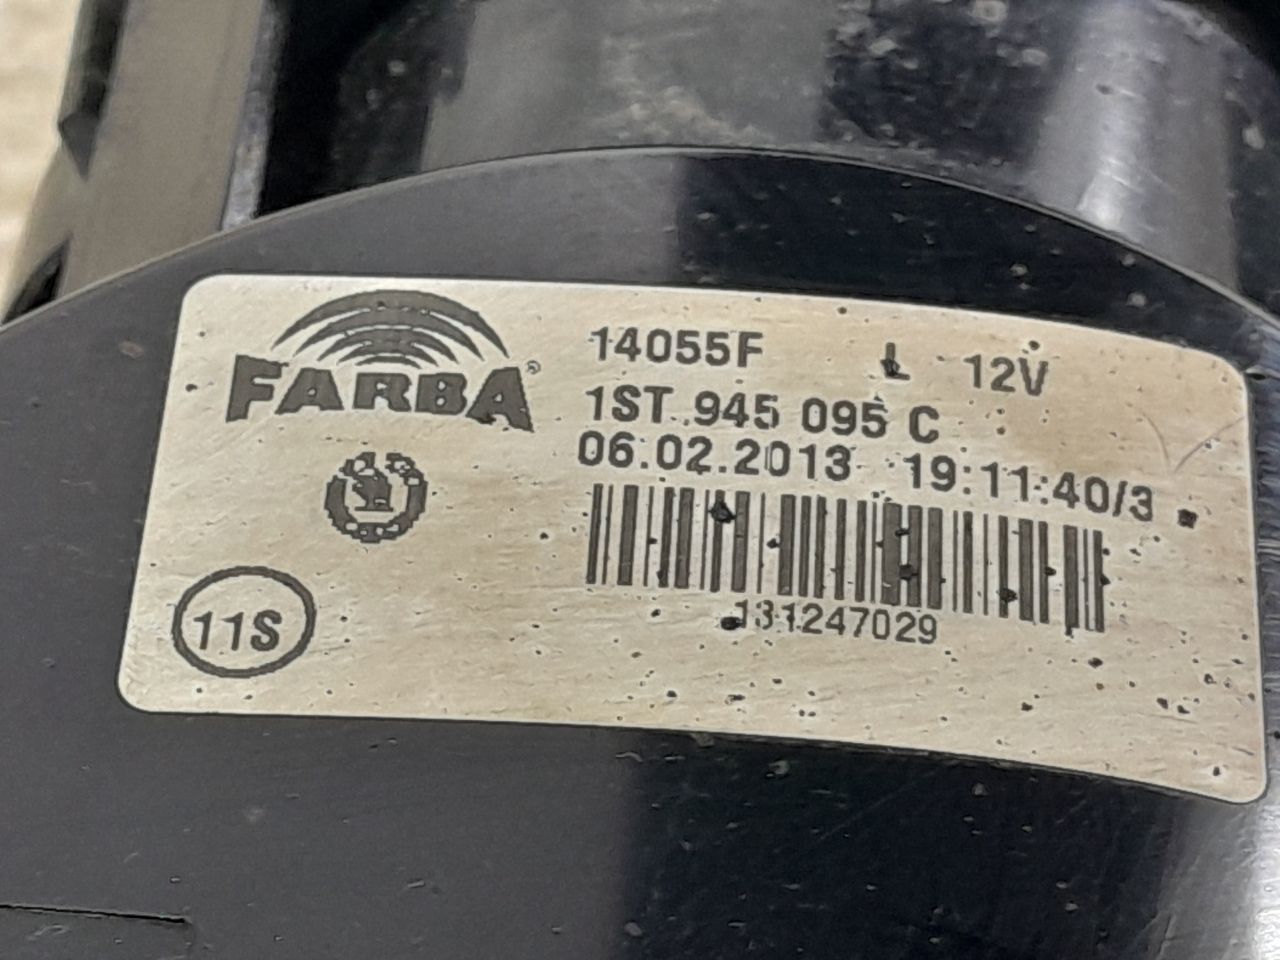 FARBA®
14055F L 12V
1ST 945 095 C
06.02.2013 19:11:40/3
131247029
11S